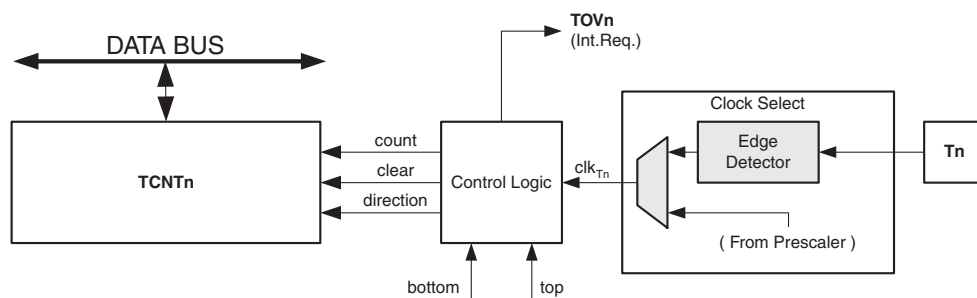 TOVn
(Int.Req.)
DATA BUS
Clock Select
count
Edge
Detector
Tn
TCNTn
clear
Control Logic
clkTn
direction
( From Prescaler )
bottom
top